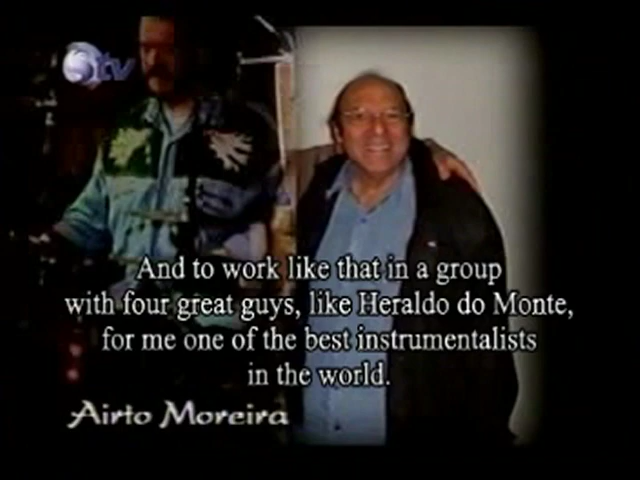 stv
And to work like that in a group
with four great guys, like Heraldo do Monte,
for me one of the best instrumentalists
in the world.
Airto Moreira